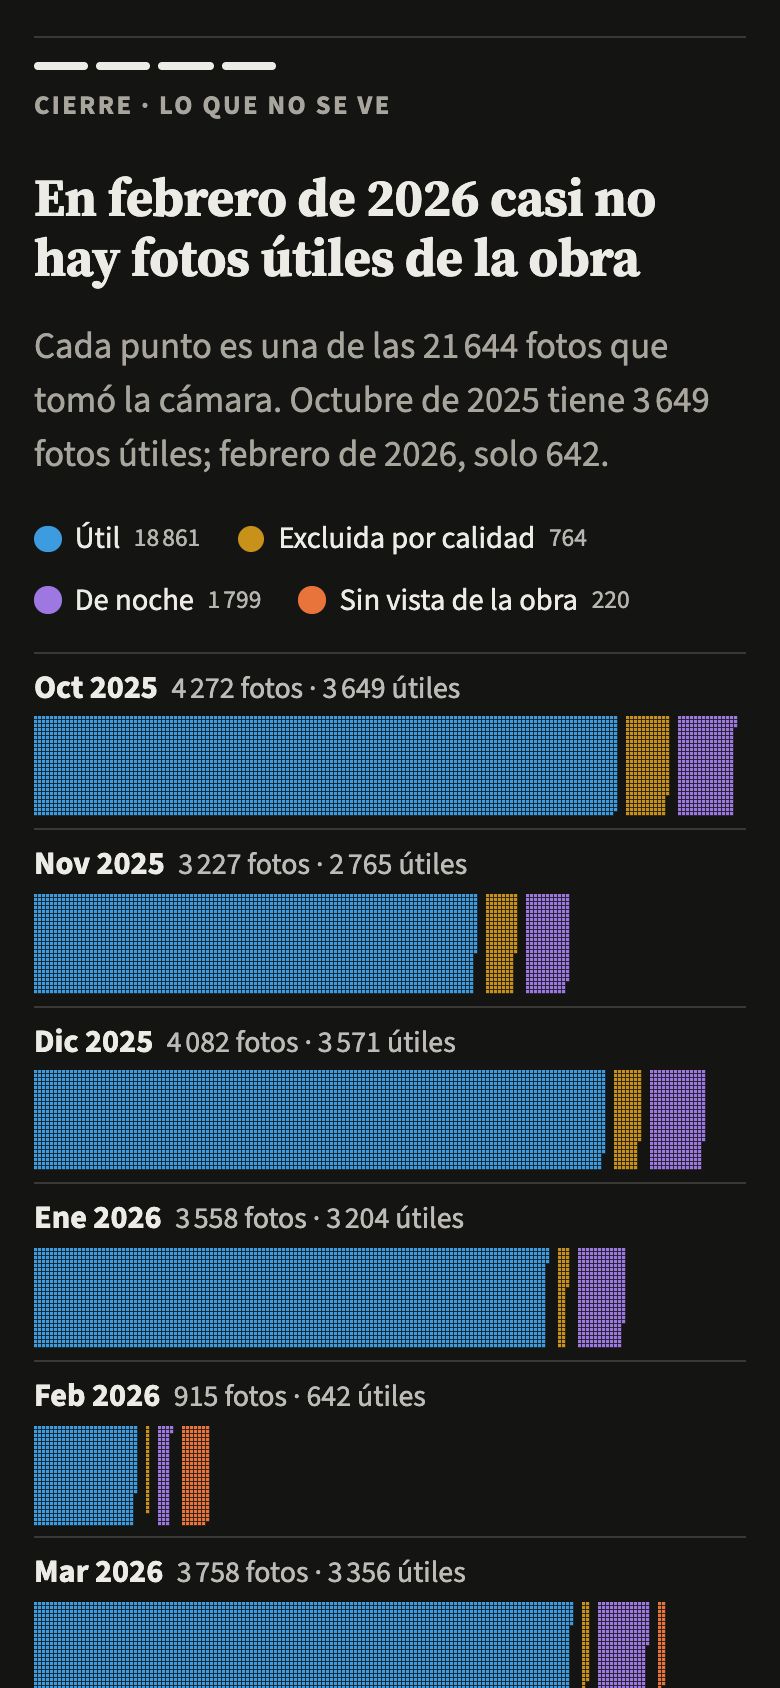 CIERRE · LO QUE NO SE VE
En febrero de 2026 casi no
hay fotos útiles de la obra
Cada punto es una de las 21 644 fotos que
tomó la cámara. Octubre de 2025 tiene 3 649
fotos útiles; febrero de 2026, solo 642.
Útil 18 861 Excluida por calidad 764
De noche 1 799 Sin vista de la obra 220
Oct 2025 4 272 fotos · 3 649 útiles
Nov 2025 3 227 fotos · 2 765 útiles
Dic 2025 4 082 fotos · 3 571 útiles
Ene 2026 3 558 fotos · 3 204 útiles
Feb 2026 915 fotos · 642 útiles
Mar 2026 3 758 fotos · 3 356 útiles